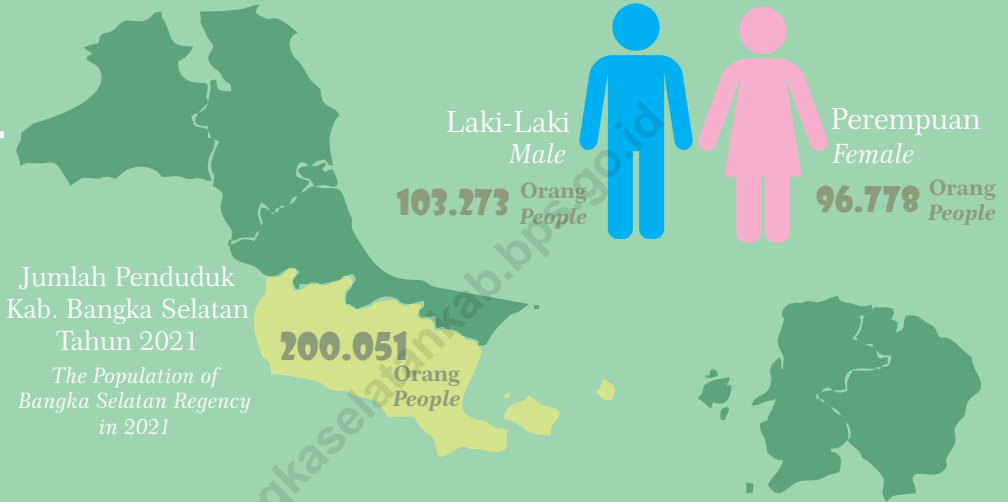 Laki-Laki
Male
103.273 Orang
People
Perempuan
Female
96.778 Orang
People
Jumlah Penduduk
Kab. Bangka Selatan
Tahun 2021
The Population of
Bangka Selatan Regency
in 2021
200.051
Orang
People
gkaselatankab.bps.go.id